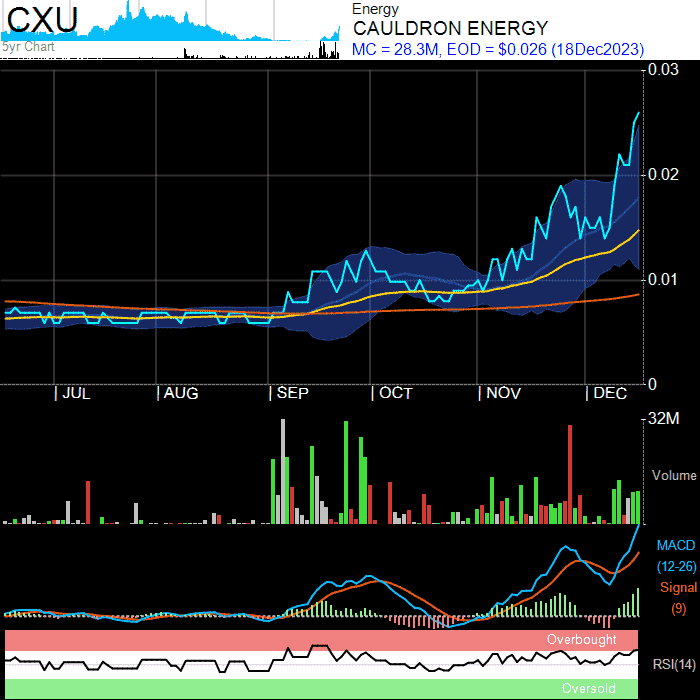 CXU
5yr Chart
Energy
CAULDRON ENERGY
MC = 28.3M, EOD = $0.026 (18Dec2023)
0.03
0.02
0.01
0
JUL AUG SEP OCT NOV DEC
32M
Volume
MACD
(12-26)
Signal
(9)
Overbought
RSI(14)
Oversold